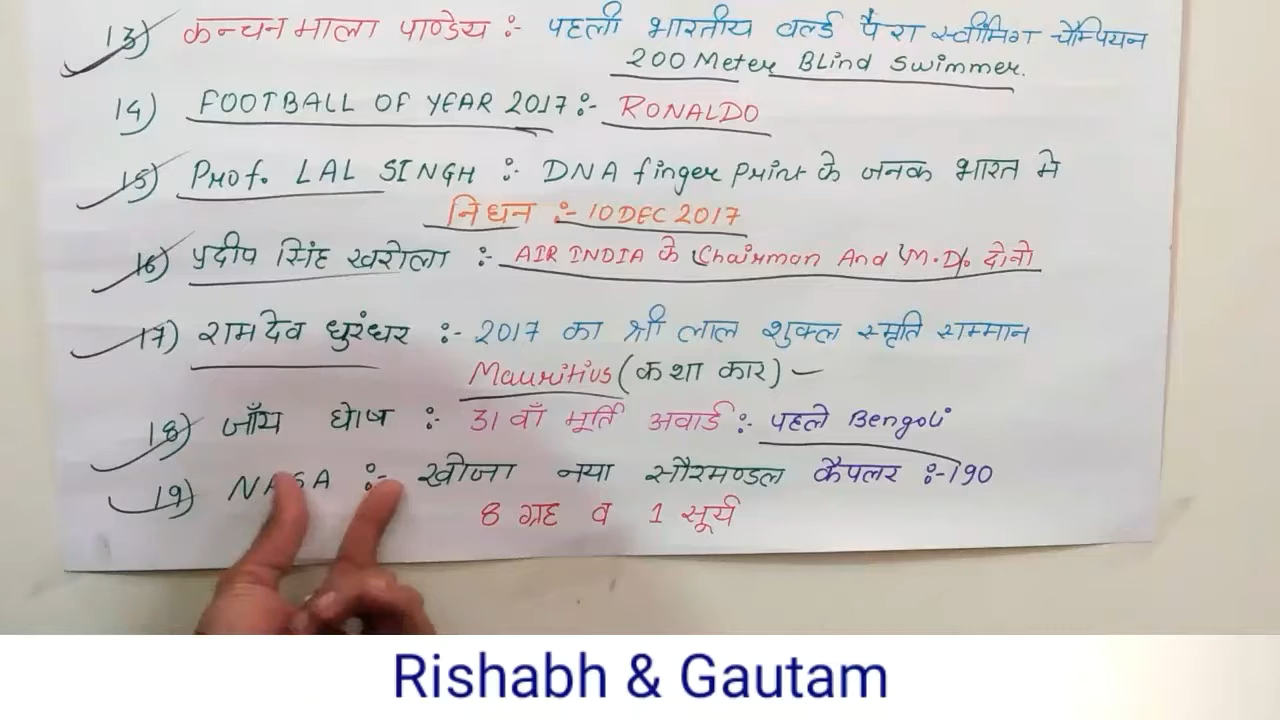 13) कन्चनमाला पाण्डेय :- पहली भारतीय वर्ल्ड पैरा स्वीमिंग चैम्पियन
200 Meter Blind Swimmer.
14) FOOTBALL OF YEAR 2017 :- RONALDO
15) Prof. LAL SINGH :- DNA finger Print के जनक भारत मे
निधन :- 10 DEC 2017
16) प्रदीप सिंह खरोला :- AIR INDIA के Chairman And M.D. दोनो
17) रामदेव धुरंधर :- 2017 का श्री लाल शुक्ल स्मृति सम्मान
Mauritius (कथाकार)
18) जॉय घोष :- 31 वाँ मूर्ति अवार्ड :- पहले Bengoli
19) NASA :- खोजा नया सौरमण्डल कैपलर :- 190
8 ग्रह व 1 सूर्य
Rishabh & Gautam